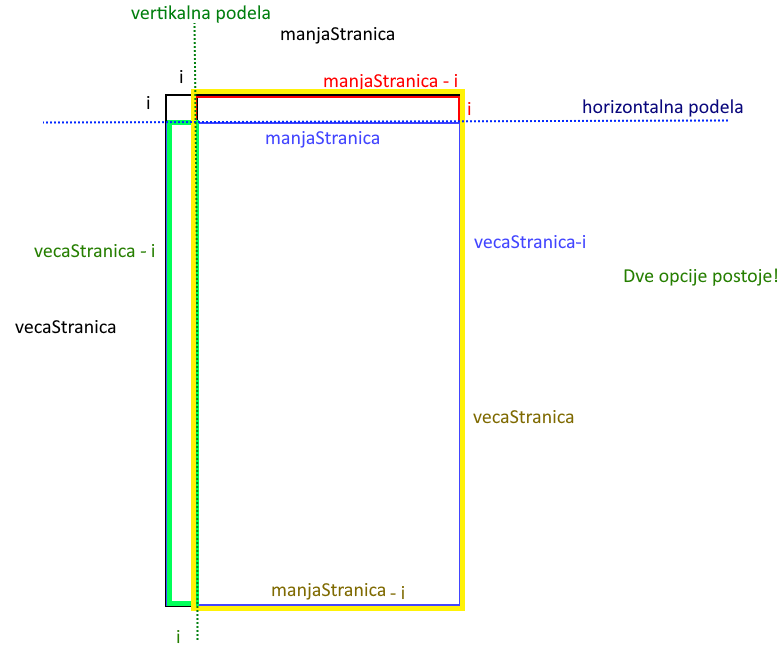 vertikalna podela
manjaStranica
i
manjaStranica - i
i
i
horizontalna podela
manjaStranica
vecaStranica - i
vecaStranica-i
Dve opcije postoje!
vecaStranica
vecaStranica
manjaStranica - i
i